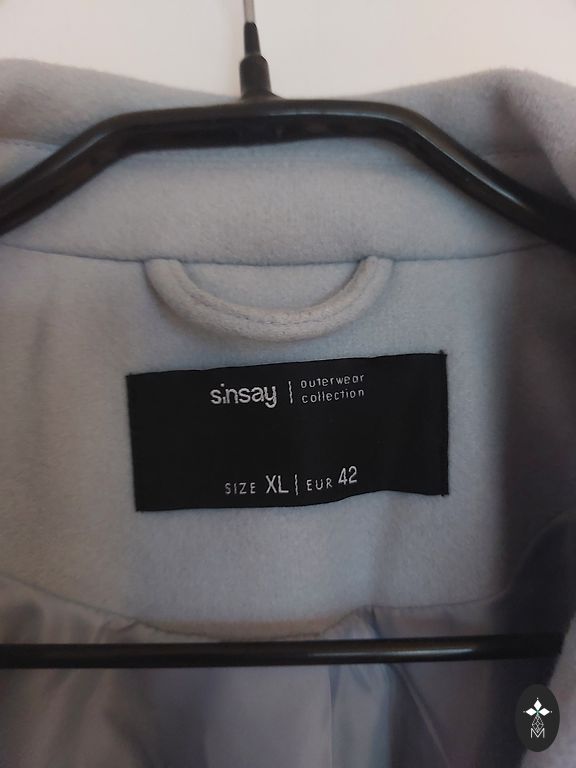 sinsay | outerwear
collection
SIZE XL | EUR 42
M